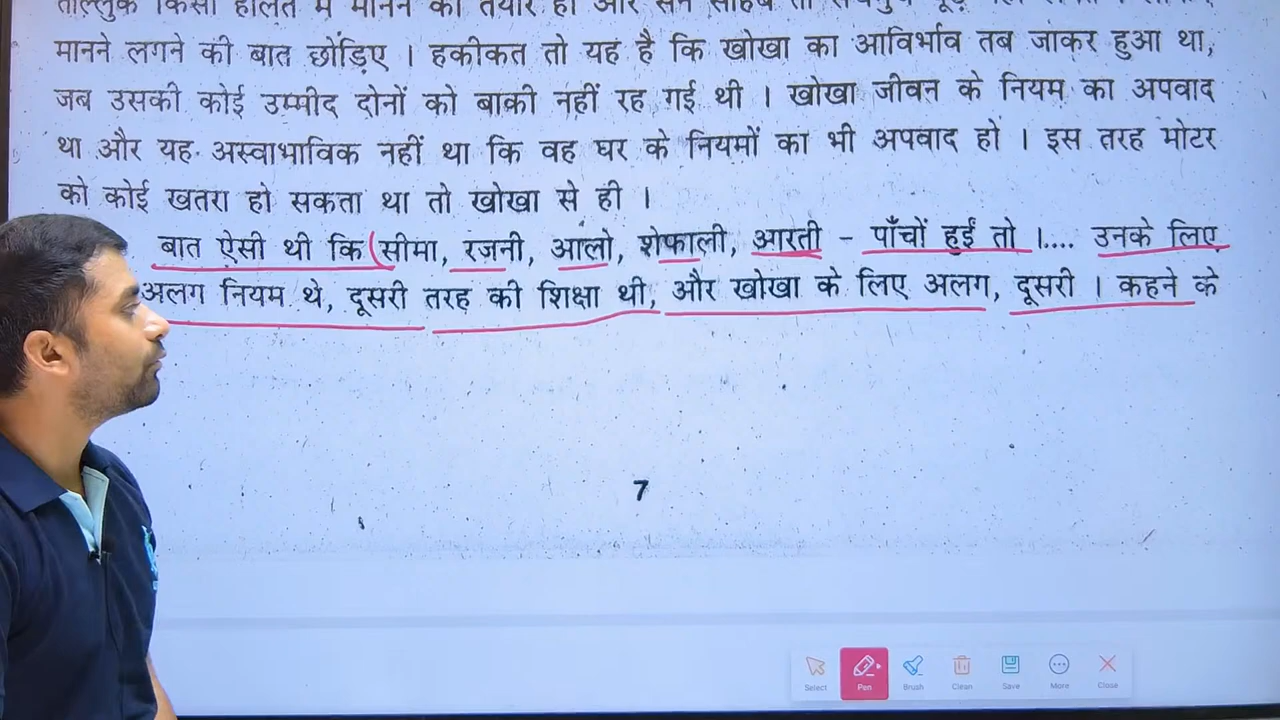 मानने लगने की बात छोड़िए । हकीकत तो यह है कि खोखा का आविर्भाव तब जाकर हुआ था,
जब उसकी कोई उम्मीद दोनों को बाकी नहीं रह गई थी । खोखा जीवन के नियम का अपवाद
था और यह अस्वाभाविक नहीं था कि वह घर के नियमों का भी अपवाद हो । इस तरह मोटर
को कोई खतरा हो सकता था तो खोखा से ही ।
बात ऐसी थी कि (सीमा, रजनी, आलो, शेफाली, आरती – पाँचों हुईं तो ।.... उनके लिए
अलग नियम थे, दूसरी तरह की शिक्षा थी, और खोखा के लिए अलग, दूसरी । कहने के
7
Select Pen Brush Clean Save More Close